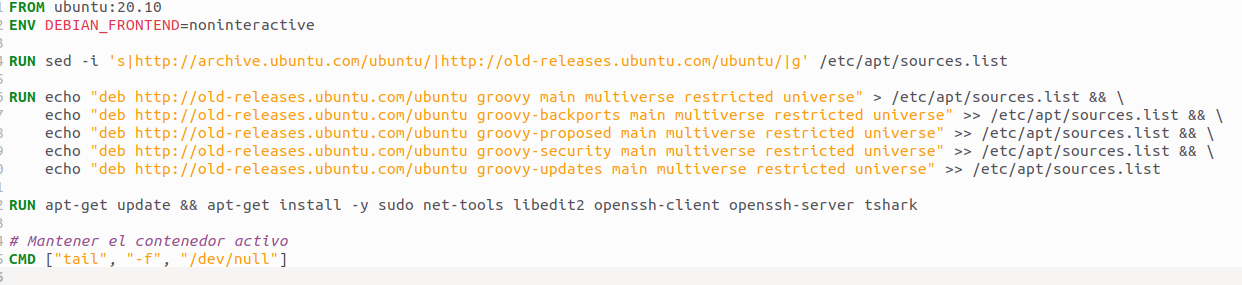 FROM ubuntu:20.10
ENV DEBIAN_FRONTEND=noninteractive
RUN sed -i 's|http://archive.ubuntu.com/ubuntu/|http://old-releases.ubuntu.com/ubuntu/|g' /etc/apt/sources.list
RUN echo "deb http://old-releases.ubuntu.com/ubuntu groovy main multiverse restricted universe" > /etc/apt/sources.list && \
echo "deb http://old-releases.ubuntu.com/ubuntu groovy-backports main multiverse restricted universe" >> /etc/apt/sources.list && \
echo "deb http://old-releases.ubuntu.com/ubuntu groovy-proposed main multiverse restricted universe" >> /etc/apt/sources.list && \
echo "deb http://old-releases.ubuntu.com/ubuntu groovy-security main multiverse restricted universe" >> /etc/apt/sources.list && \
echo "deb http://old-releases.ubuntu.com/ubuntu groovy-updates main multiverse restricted universe" >> /etc/apt/sources.list
RUN apt-get update && apt-get install -y sudo net-tools libedit2 openssh-client openssh-server tshark
# Mantener el contenedor activo
CMD ["tail", "-f", "/dev/null"]